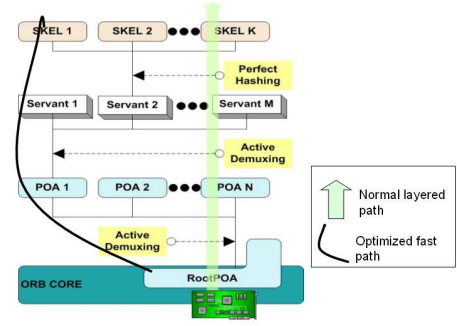 SKEL 1 SKEL 2 SKEL K
Perfect
Hashing
Servant 1 Servant 2 Servant M
Active
Demuxing
POA 1 POA 2 POA N
Active
Demuxing
RootPOA
ORB CORE
Normal layered
path
Optimized fast
path